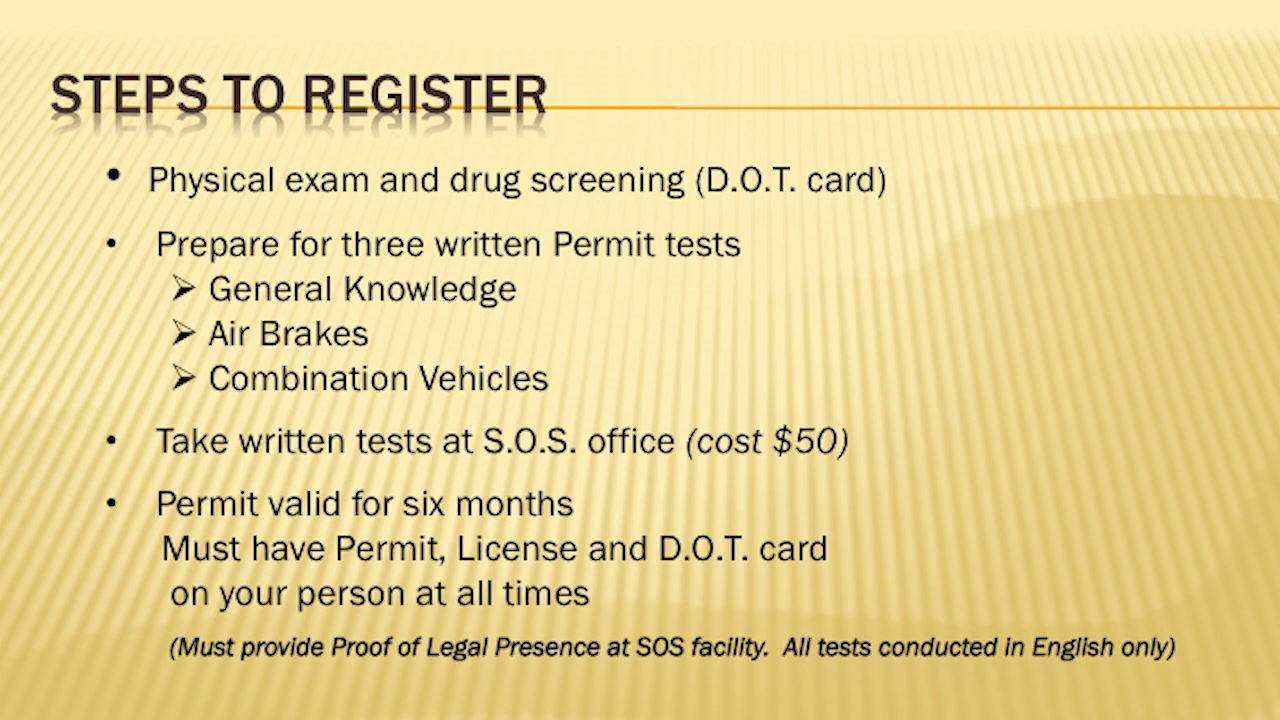 STEPS TO REGISTER
• Physical exam and drug screening (D.O.T. card)
• Prepare for three written Permit tests
➢ General Knowledge
➢ Air Brakes
➢ Combination Vehicles
• Take written tests at S.O.S. office (cost $50)
• Permit valid for six months
Must have Permit, License and D.O.T. card
on your person at all times
(Must provide Proof of Legal Presence at SOS facility.  All tests conducted in English only)